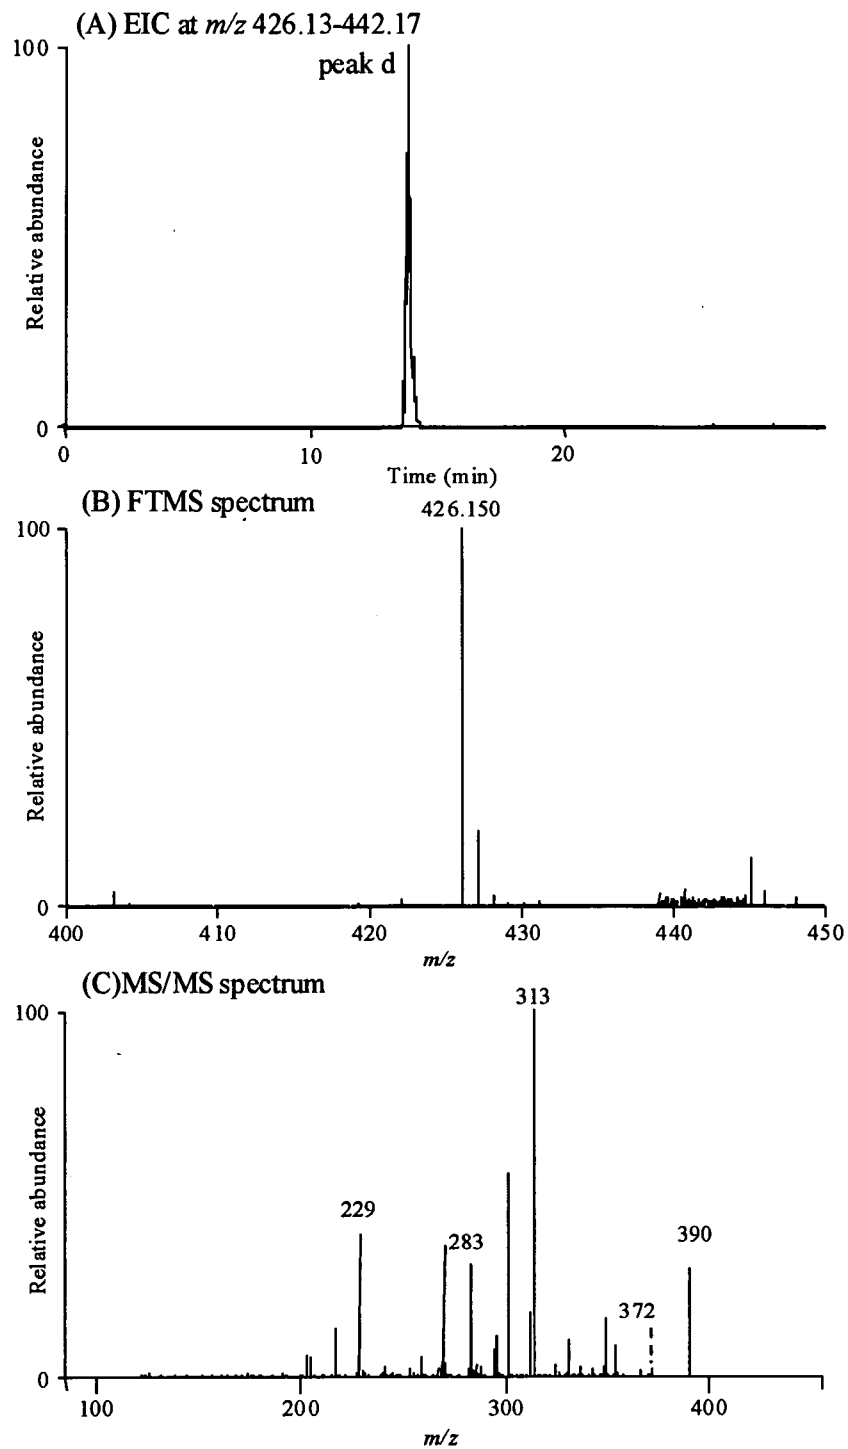 (A) EIC at m/z 426.13-442.17
100
peak d
Relative abundance
0
0 10 20
Time (min)
(B) FTMS spectrum
426.150
100
Relative abundance
0
400 410 420 430 440 450
m/z
(C)MS/MS spectrum
313
100
Relative abundance
229
283
390
372
0
100 200 300 400
m/z